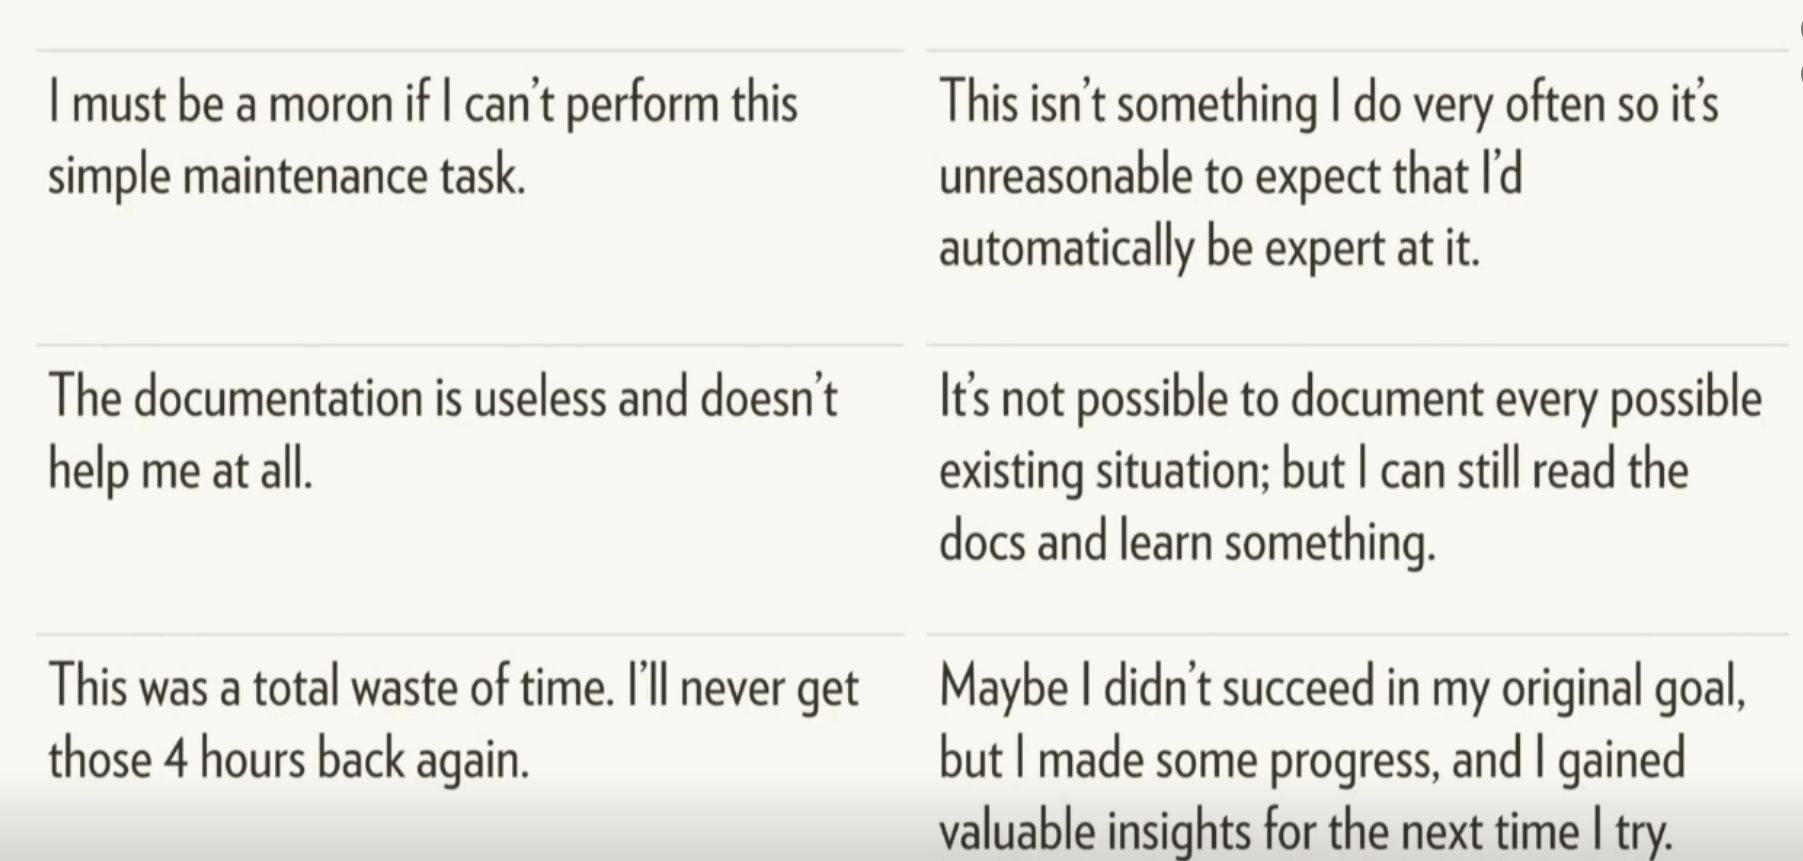 I must be a moron if I can’t perform this
simple maintenance task.
This isn’t something I do very often so it’s
unreasonable to expect that I’d
automatically be expert at it.
The documentation is useless and doesn’t
help me at all.
It’s not possible to document every possible
existing situation; but I can still read the
docs and learn something.
This was a total waste of time. I’ll never get
those 4 hours back again.
Maybe I didn’t succeed in my original goal,
but I made some progress, and I gained
valuable insights for the next time I try.